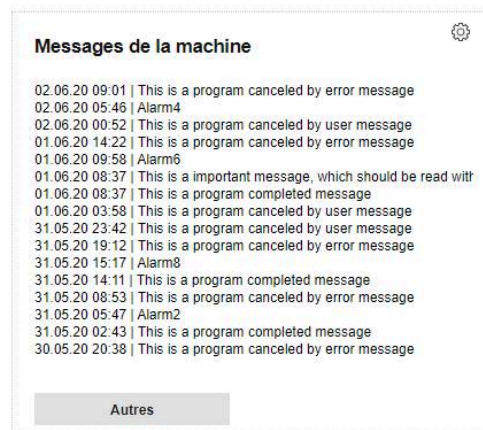 Messages de la machine
02.06.20 09:01 | This is a program canceled by error message
02.06.20 05:46 | Alarm4
02.06.20 00:52 | This is a program canceled by user message
01.06.20 14:22 | This is a program canceled by error message
01.06.20 09:58 | Alarm6
01.06.20 08:37 | This is a important message, which should be read with
01.06.20 08:37 | This is a program completed message
01.06.20 03:58 | This is a program canceled by user message
31.05.20 23:42 | This is a program canceled by user message
31.05.20 19:12 | This is a program canceled by error message
31.05.20 15:17 | Alarm8
31.05.20 14:11 | This is a program completed message
31.05.20 08:53 | This is a program canceled by error message
31.05.20 05:47 | Alarm2
31.05.20 02:43 | This is a program completed message
30.05.20 20:38 | This is a program canceled by error message
Autres